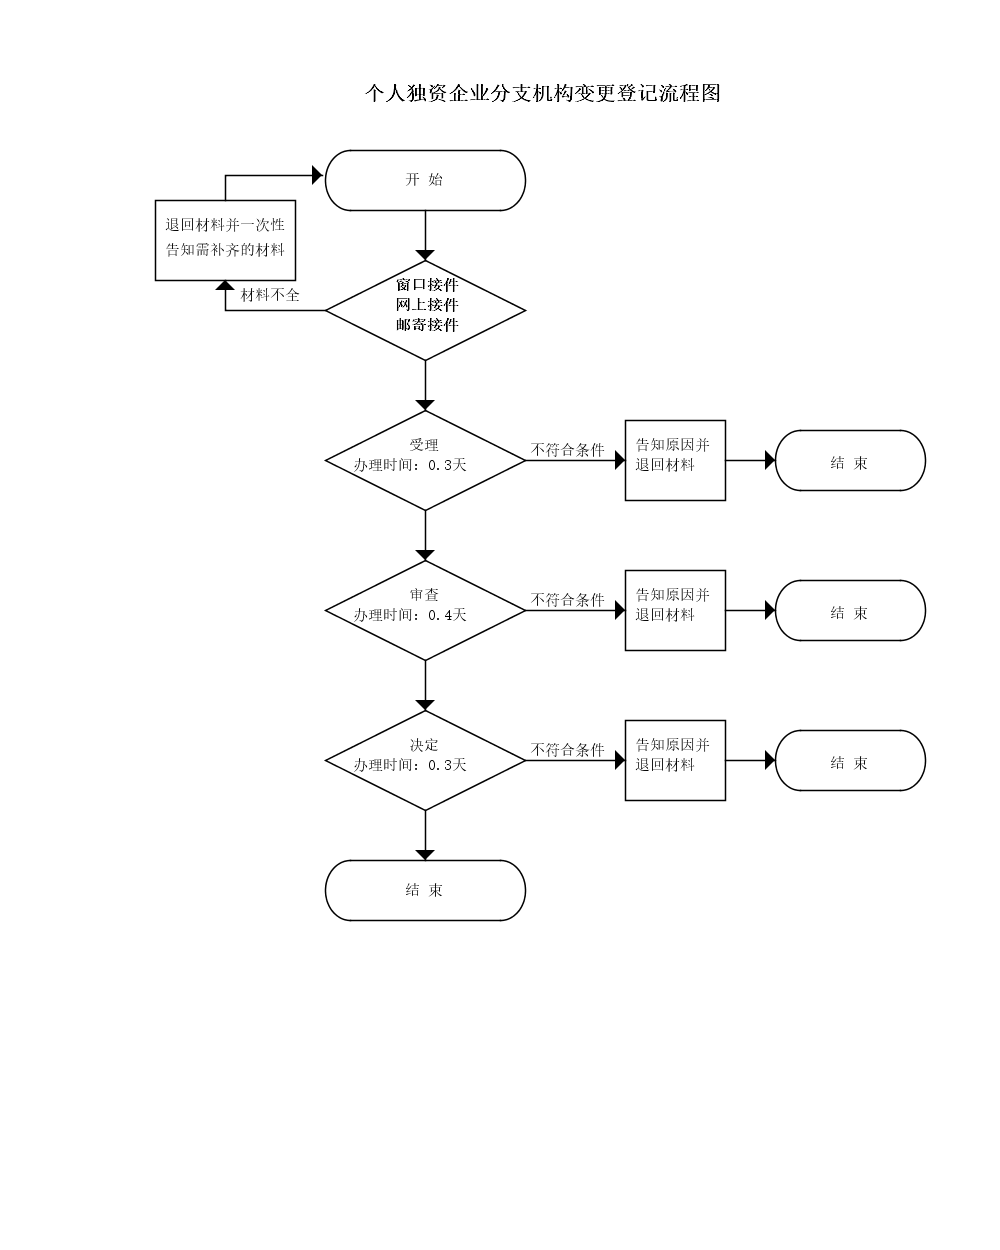 个人独资企业分支机构变更登记流程图
开 始
退回材料并一次性
告知需补齐的材料
材料不全
窗口接件
网上接件
邮寄接件
受理
办理时间：0.3天
不符合条件
告知原因并
退回材料
结 束
审查
办理时间：0.4天
不符合条件
告知原因并
退回材料
结 束
决定
办理时间：0.3天
不符合条件
告知原因并
退回材料
结 束
结 束